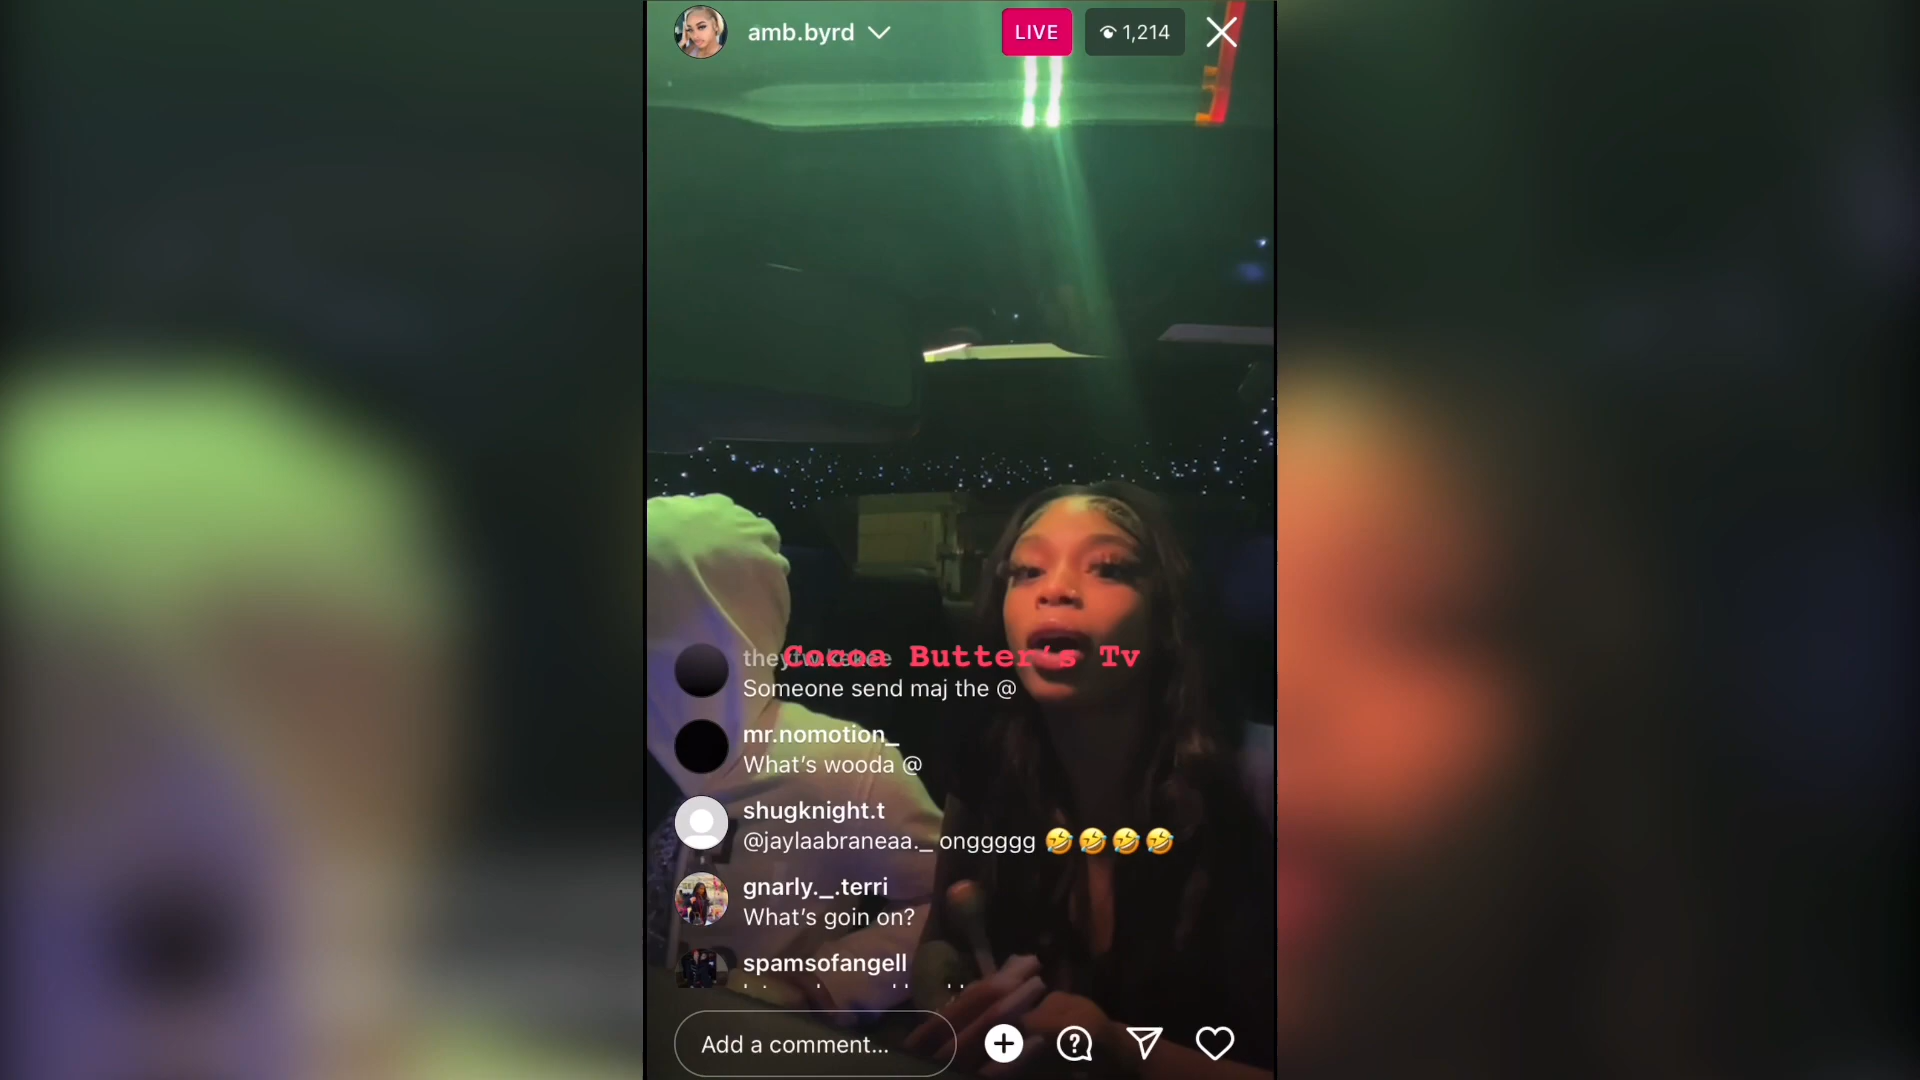 amb.byrd
LIVE
1,214
Cocoa Butter's Tv
Someone send maj the @
mr.nomotion_
What's wooda @
shugknight.t
@jaylaabraneaa._ onggggg 🤣🤣🤣🤣
gnarly._.terri
What's goin on?
spamsofangell
Add a comment...